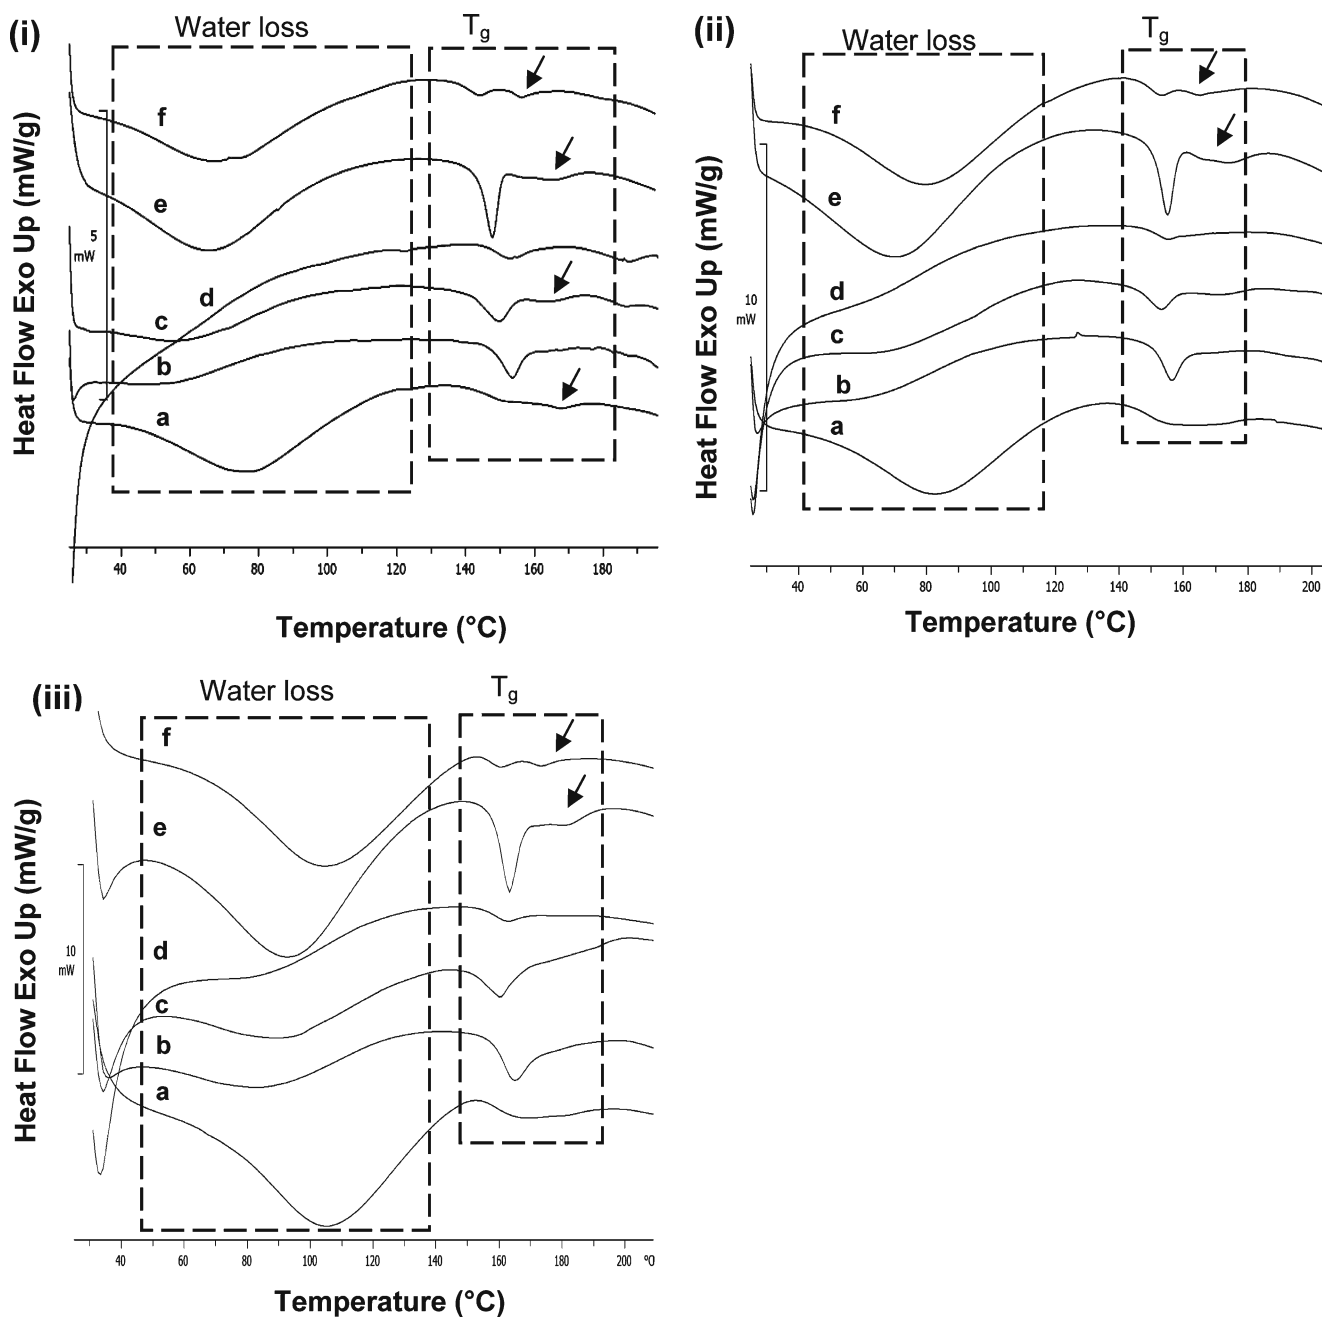 (i)
Water loss
Tg
Heat Flow Exo Up (mW/g)
5
mW
f
e
d
c
b
a
40 60 80 100 120 140 160 180
Temperature (°C)
(ii)
Water loss
Tg
Heat Flow Exo Up (mW/g)
10
mW
f
e
d
c
b
a
40 60 80 100 120 140 160 180 200
Temperature (°C)
(iii)
Water loss
Tg
Heat Flow Exo Up (mW/g)
10
mW
f
e
d
c
b
a
40 60 80 100 120 140 160 180 200 °C
Temperature (°C)